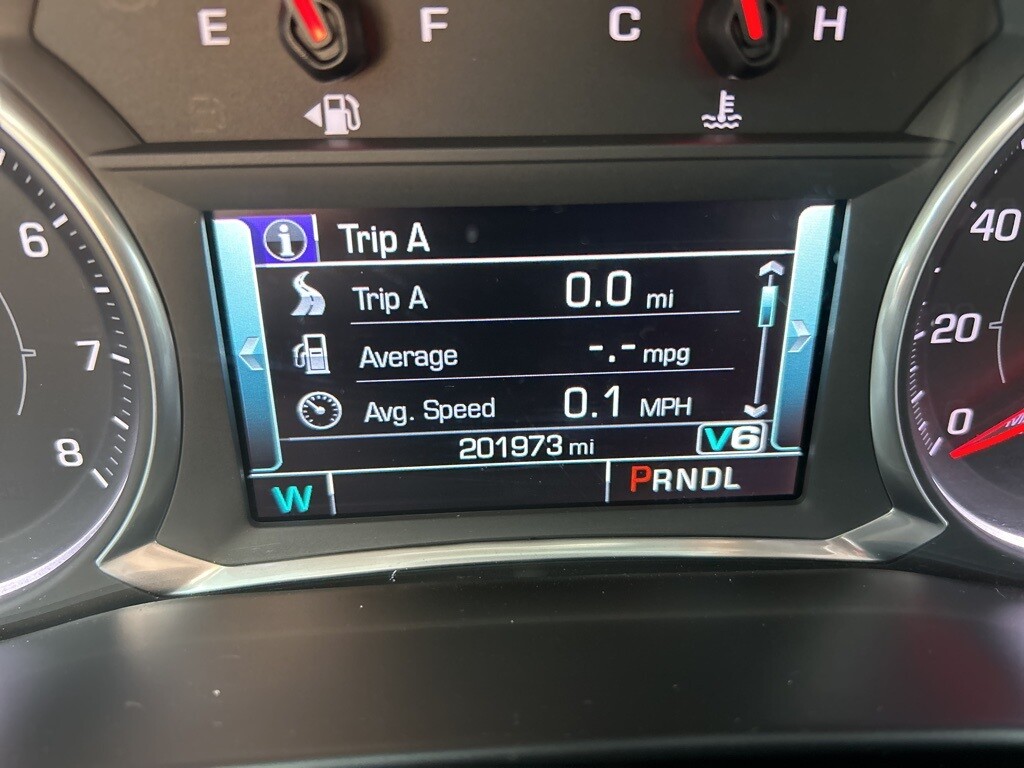 E F C H
Trip A
Trip A 0.0 mi
Average -.- mpg
Avg. Speed 0.1 MPH
201973 mi V6
W PRNDL
6
7
8
40
20
0